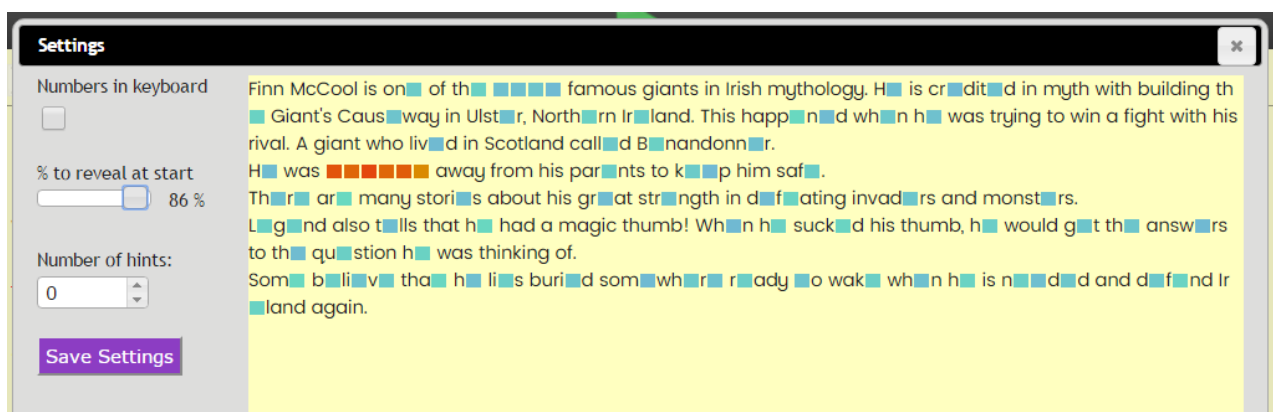 Settings
×
Numbers in keyboard
% to reveal at start
86 %
Number of hints:
0
Save Settings
Finn McCool is on■ of th■ ■■■■ famous giants in Irish mythology. H■ is cr■dit■d in myth with building th
■ Giant's Caus■way in Ulst■r, North■rn Ir■land. This happ■n■d wh■n h■ was trying to win a fight with his
rival. A giant who liv■d in Scotland call■d B■nandonn■r.
H■ was ■■■■■■ away from his par■nts to k■■p him saf■.
Th■r■ ar■ many stori■s about his gr■at str■ngth in d■f■ating invad■rs and monst■rs.
L■g■nd also t■lls that h■ had a magic thumb! Wh■n h■ suck■d his thumb, h■ would g■t th■ answ■rs
to th■ qu■stion h■ was thinking of.
Som■ b■li■v■ tha■ h■ li■s buri■d som■wh■r■ r■ady ■o wak■ wh■n h■ is n■■d■d and d■f■nd Ir
■land again.